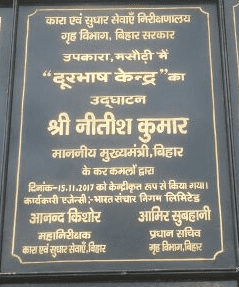 कारा एवं सुधार सेवाएँ निरीक्षणालय
गृह विभाग, बिहार सरकार
उपकारा, मसौढ़ी में
“दूरभाष केन्द्र” का
उद्घाटन
श्री नीतीश कुमार
माननीय मुख्यमंत्री, बिहार
के कर कमलों द्वारा
दिनांक-15.11.2017 को केन्द्रीकृत रूप से किया गया।
कार्यकारी एजेन्सी:-भारत संचार निगम लिमिटेड
आनन्द किशोर आमिर सुबहानी
महानिरीक्षक प्रधान सचिव
कारा एवं सुधार सेवाएँ, बिहार गृह विभाग, बिहार